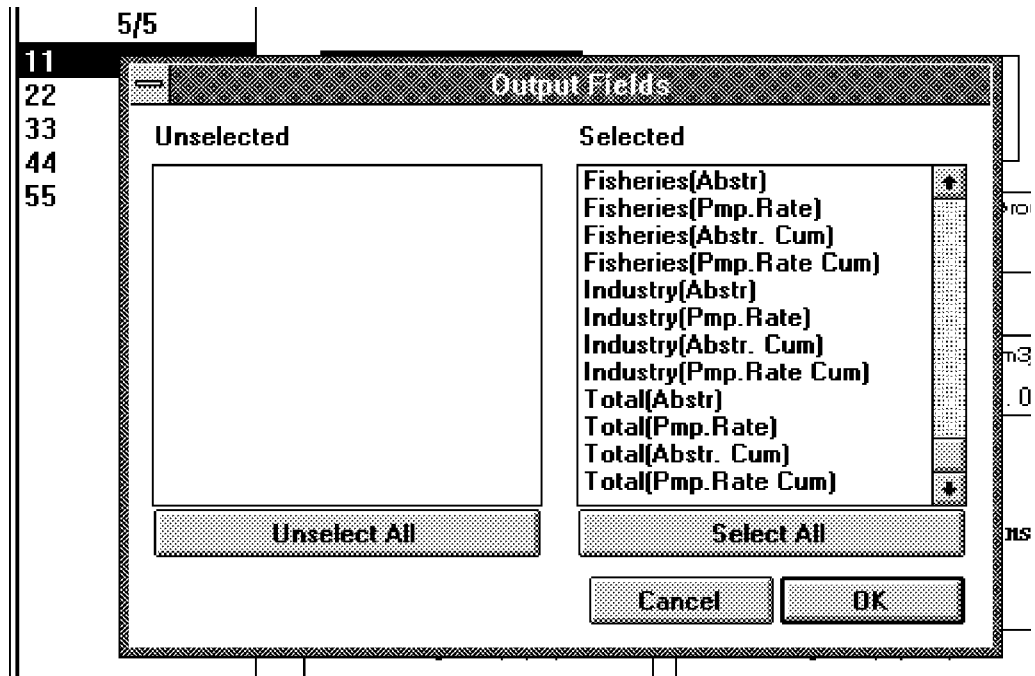 5/5
11
22
33
44
55
Output Fields
Unselected
Selected
Fisheries(Abstr)
Fisheries(Pmp.Rate)
Fisheries(Abstr. Cum)
Fisheries(Pmp.Rate Cum)
Industry(Abstr)
Industry(Pmp.Rate)
Industry(Abstr. Cum)
Industry(Pmp.Rate Cum)
Total(Abstr)
Total(Pmp.Rate)
Total(Abstr. Cum)
Total(Pmp.Rate Cum)
Unselect All
Select All
Cancel
OK